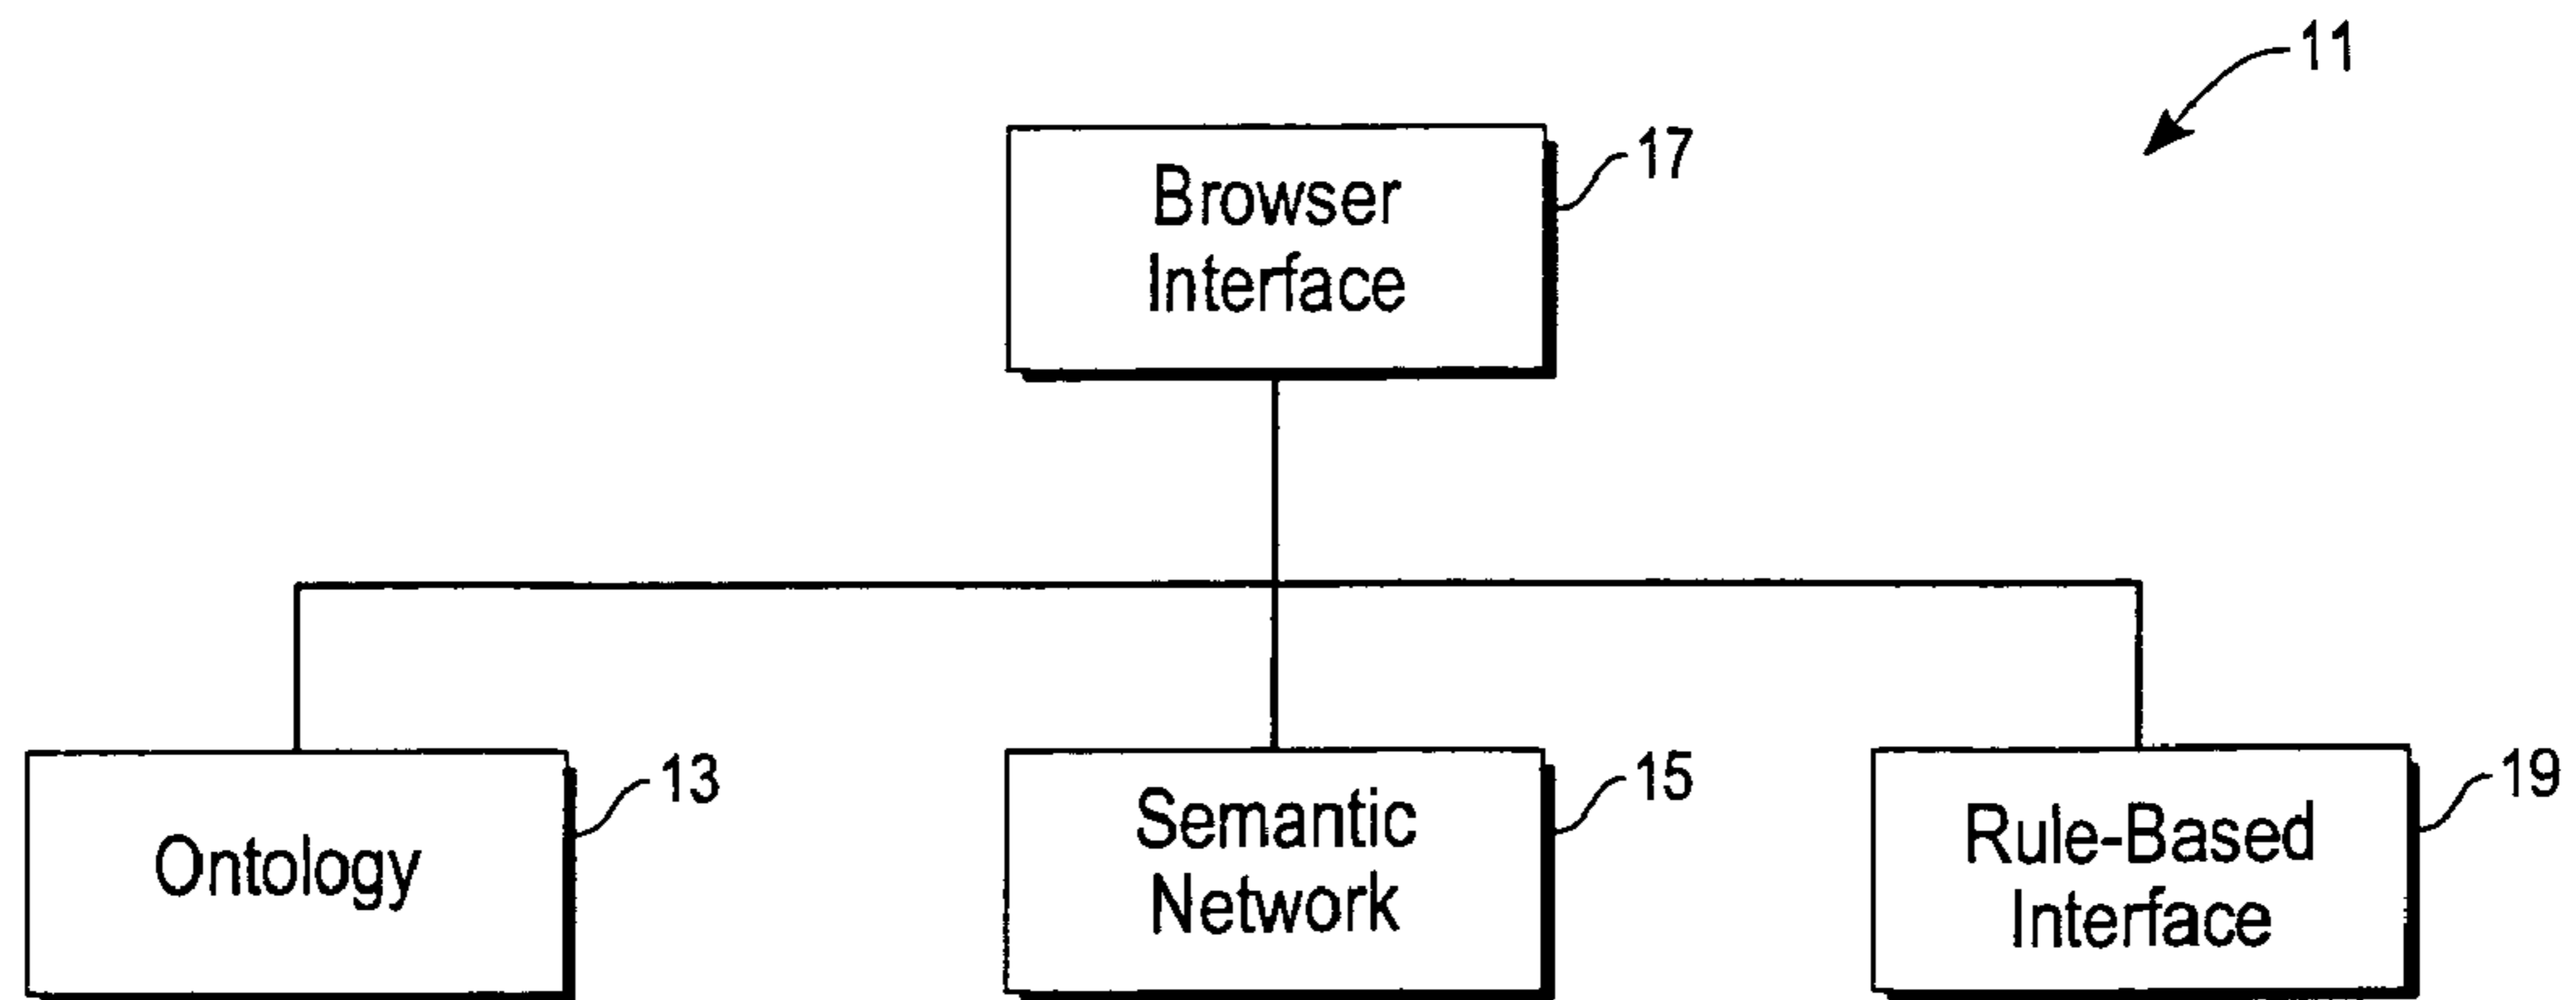 11
Browser
Interface
17
Ontology
13
Semantic
Network
15
Rule-Based
Interface
19